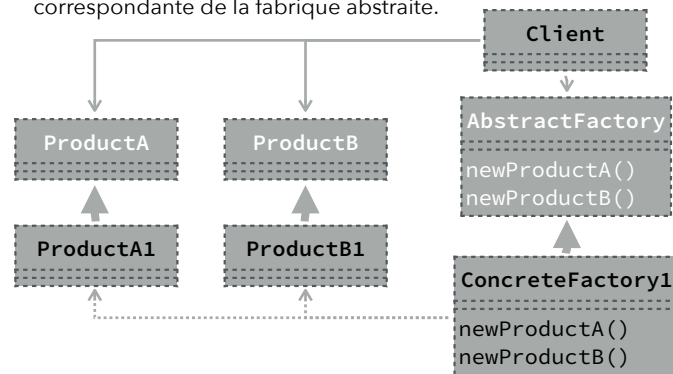 correspondante de la fabrique abstraite.
Client
ProductA
ProductB
AbstractFactory
newProductA()
newProductB()
ProductA1
ProductB1
ConcreteFactory1
newProductA()
newProductB()